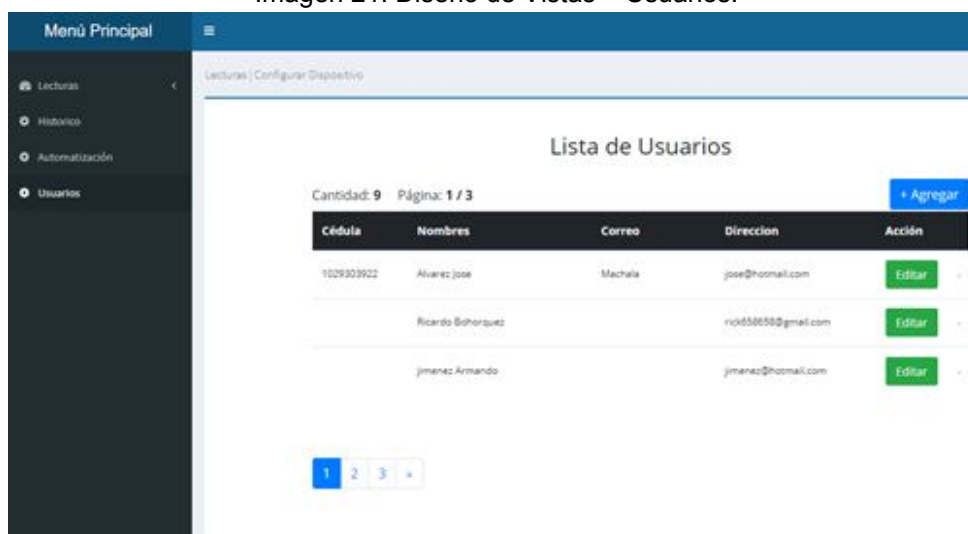 Imagen 21. Diseño de Vistas – Usuarios.
Menú Principal
Lecturas
Historico
Automatización
Usuarios
Lecturas | Configurar Dispositivo
Lista de Usuarios
Cantidad: 9 Página: 1 / 3
+ Agregar
Cédula Nombres Correo Direccion Acción
1029303922 Alvarez Jose Machala jose@hotmail.com Editar
Ricardo Bohorquez rick658658@gmail.com Editar
jimenez Armando jimenez@hotmail.com Editar
1 2 3 »